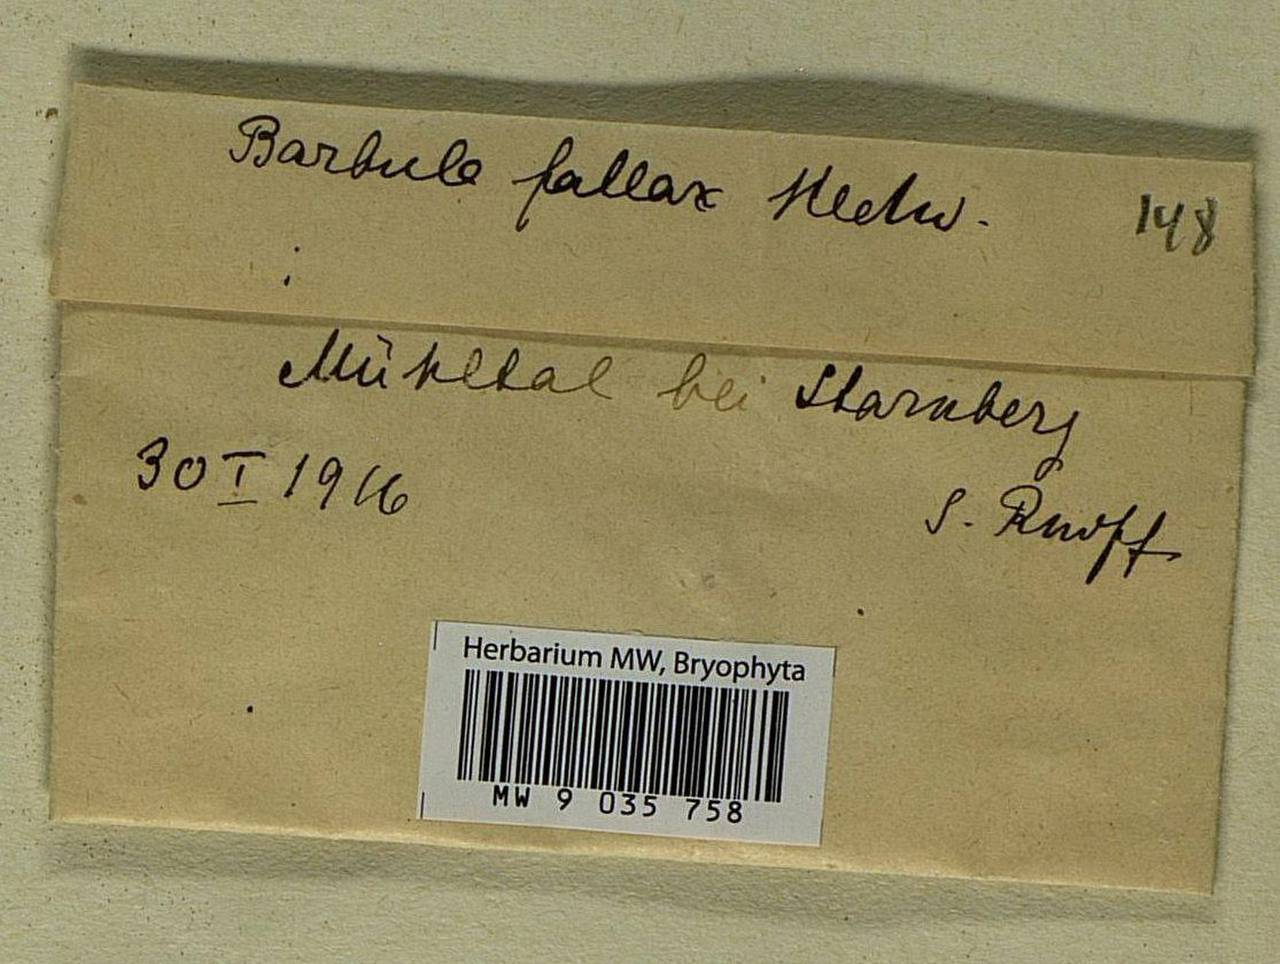 Barbula fallax Hedw. 148
Mühltal bei Starnberg
30 I 1916
S. Ruoff
Herbarium MW, Bryophyta
MW 9 035 758